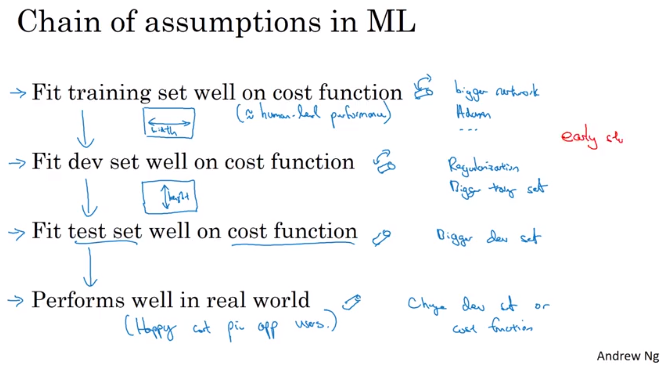 Chain of assumptions in ML
Fit training set well on cost function
(≈ human-level performance)
bigger network
Adam
...
width
early sto
Fit dev set well on cost function
Regularization
Bigger trainy set
height
Fit test set well on cost function
Bigger dev set
Performs well in real world
(Happy cat pic app users.)
Change dev set or
cost function
Andrew Ng